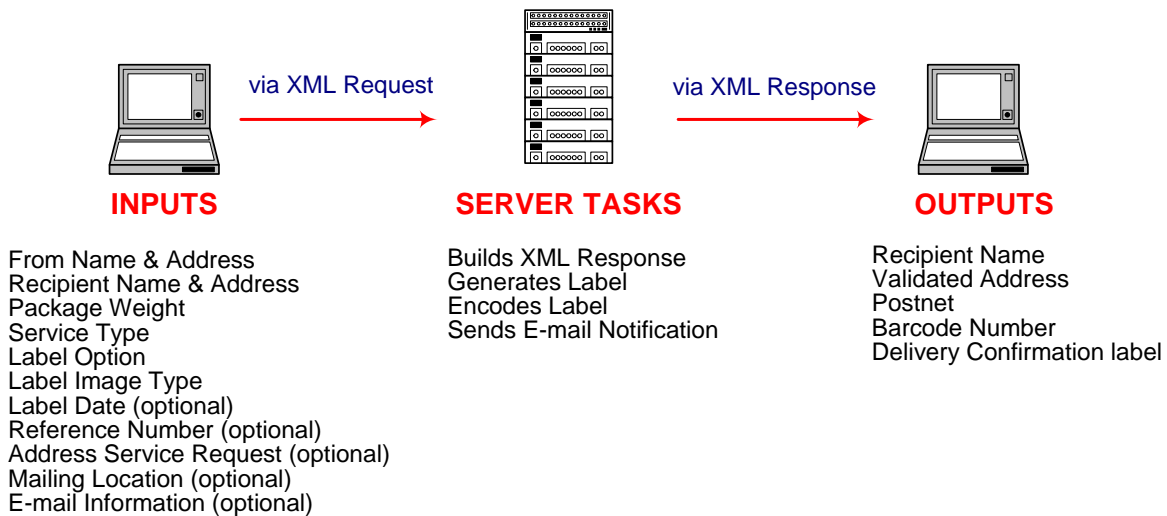 via XML Request
via XML Response
INPUTS
From Name & Address
Recipient Name & Address
Package Weight
Service Type
Label Option
Label Image Type
Label Date (optional)
Reference Number (optional)
Address Service Request (optional)
Mailing Location (optional)
E-mail Information (optional)
SERVER TASKS
Builds XML Response
Generates Label
Encodes Label
Sends E-mail Notification
OUTPUTS
Recipient Name
Validated Address
Postnet
Barcode Number
Delivery Confirmation label